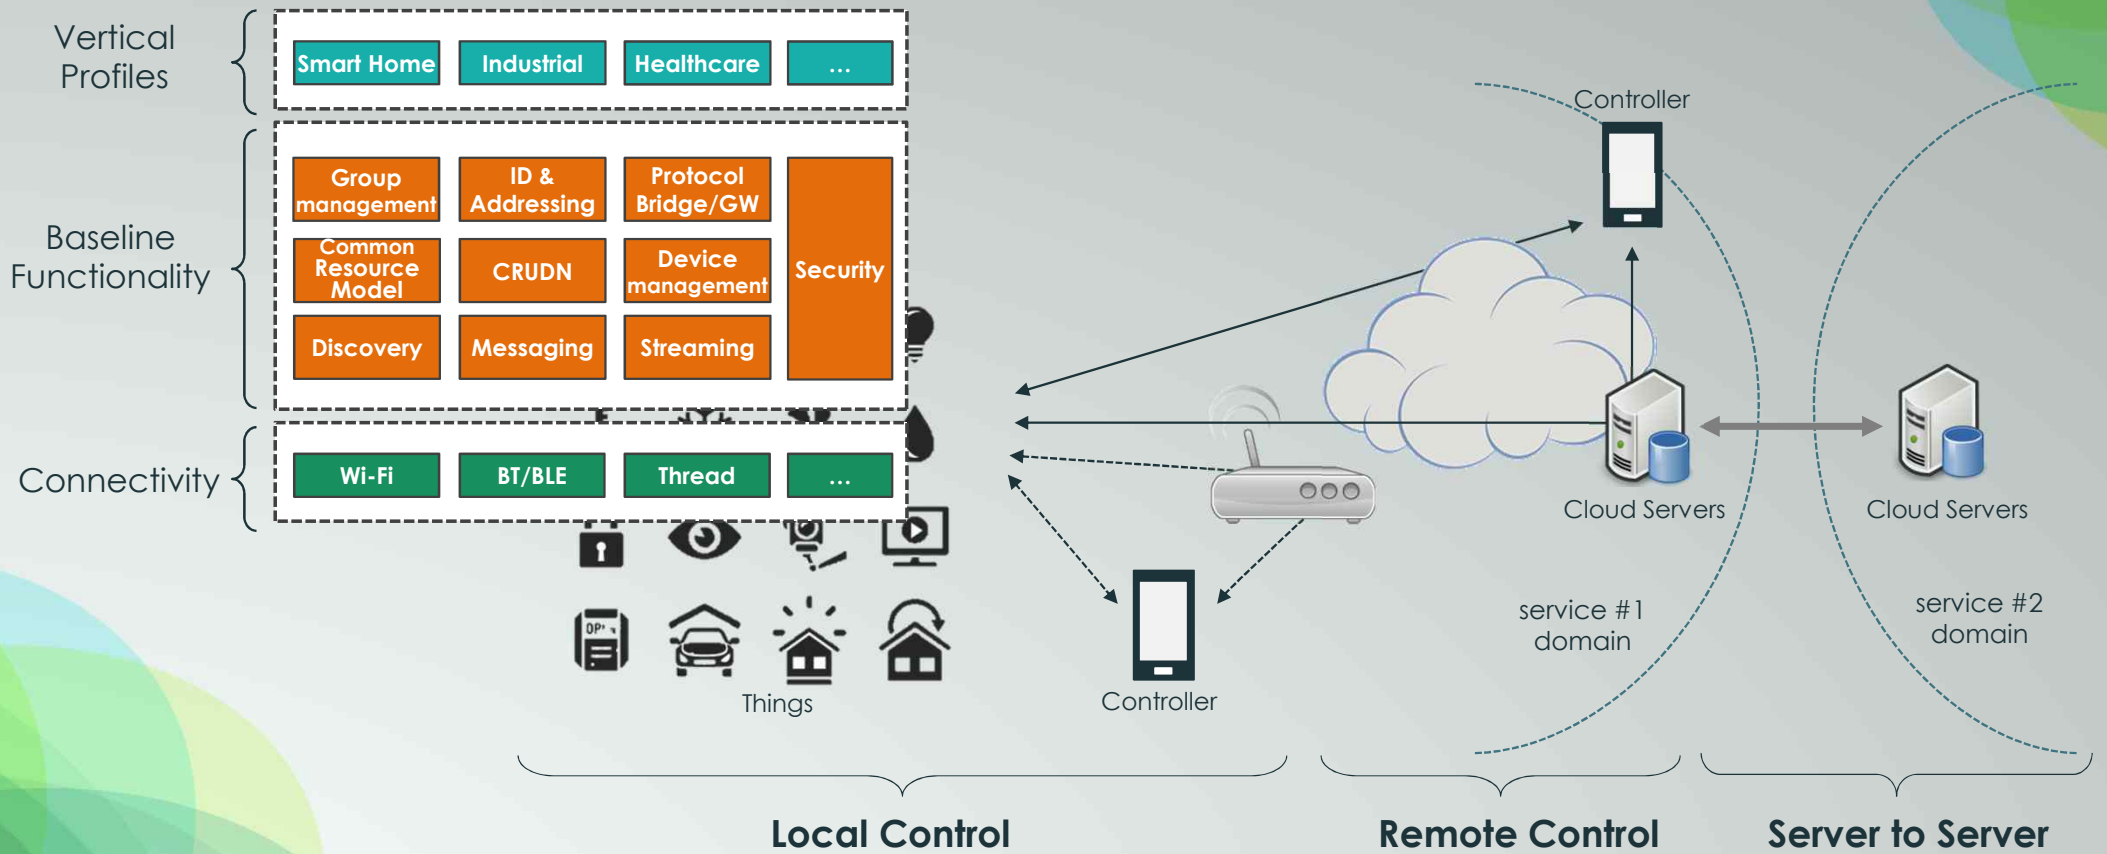 Vertical
Profiles
Smart Home
Industrial
Healthcare
...
Baseline
Functionality
Group
management
ID &
Addressing
Protocol
Bridge/GW
Common
Resource
Model
CRUDN
Device
management
Security
Discovery
Messaging
Streaming
Connectivity
Wi-Fi
BT/BLE
Thread
...
Things
Controller
Controller
Cloud Servers
Cloud Servers
service #1
domain
service #2
domain
Local Control
Remote Control
Server to Server